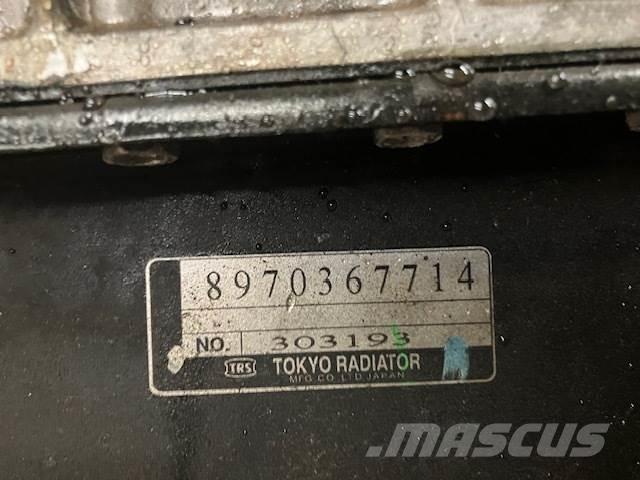 8970367714
NO. 303193
TRS TOKYO RADIATOR
MFG.CO.,LTD.JAPAN
.MASCUS